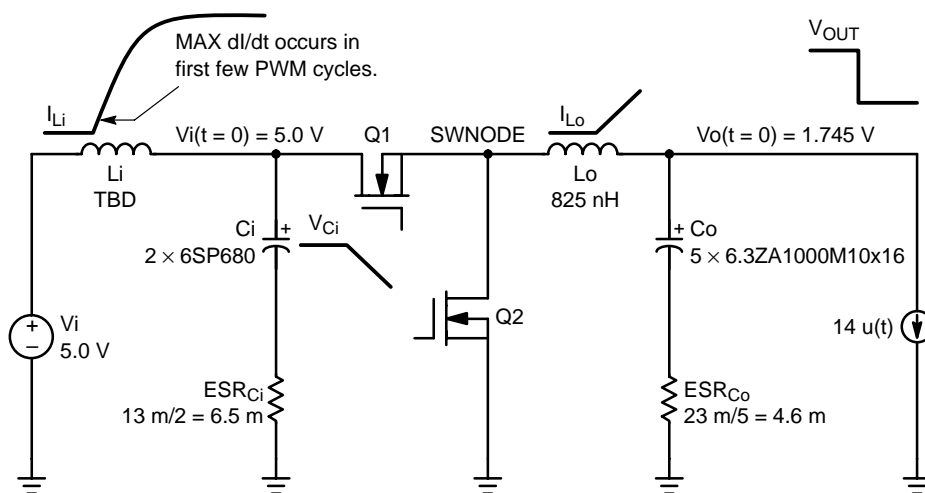 MAX dI/dt occurs in
first few PWM cycles.
VOUT
ILi
Vi(t = 0) = 5.0 V
Q1
SWNODE
ILo
Vo(t = 0) = 1.745 V
Li
TBD
Lo
825 nH
Ci
+
2 × 6SP680
VCi
+
Co
5 × 6.3ZA1000M10x16
Q2
+
−
Vi
5.0 V
14 u(t)
ESRCi
13 m/2 = 6.5 m
ESRCo
23 m/5 = 4.6 m